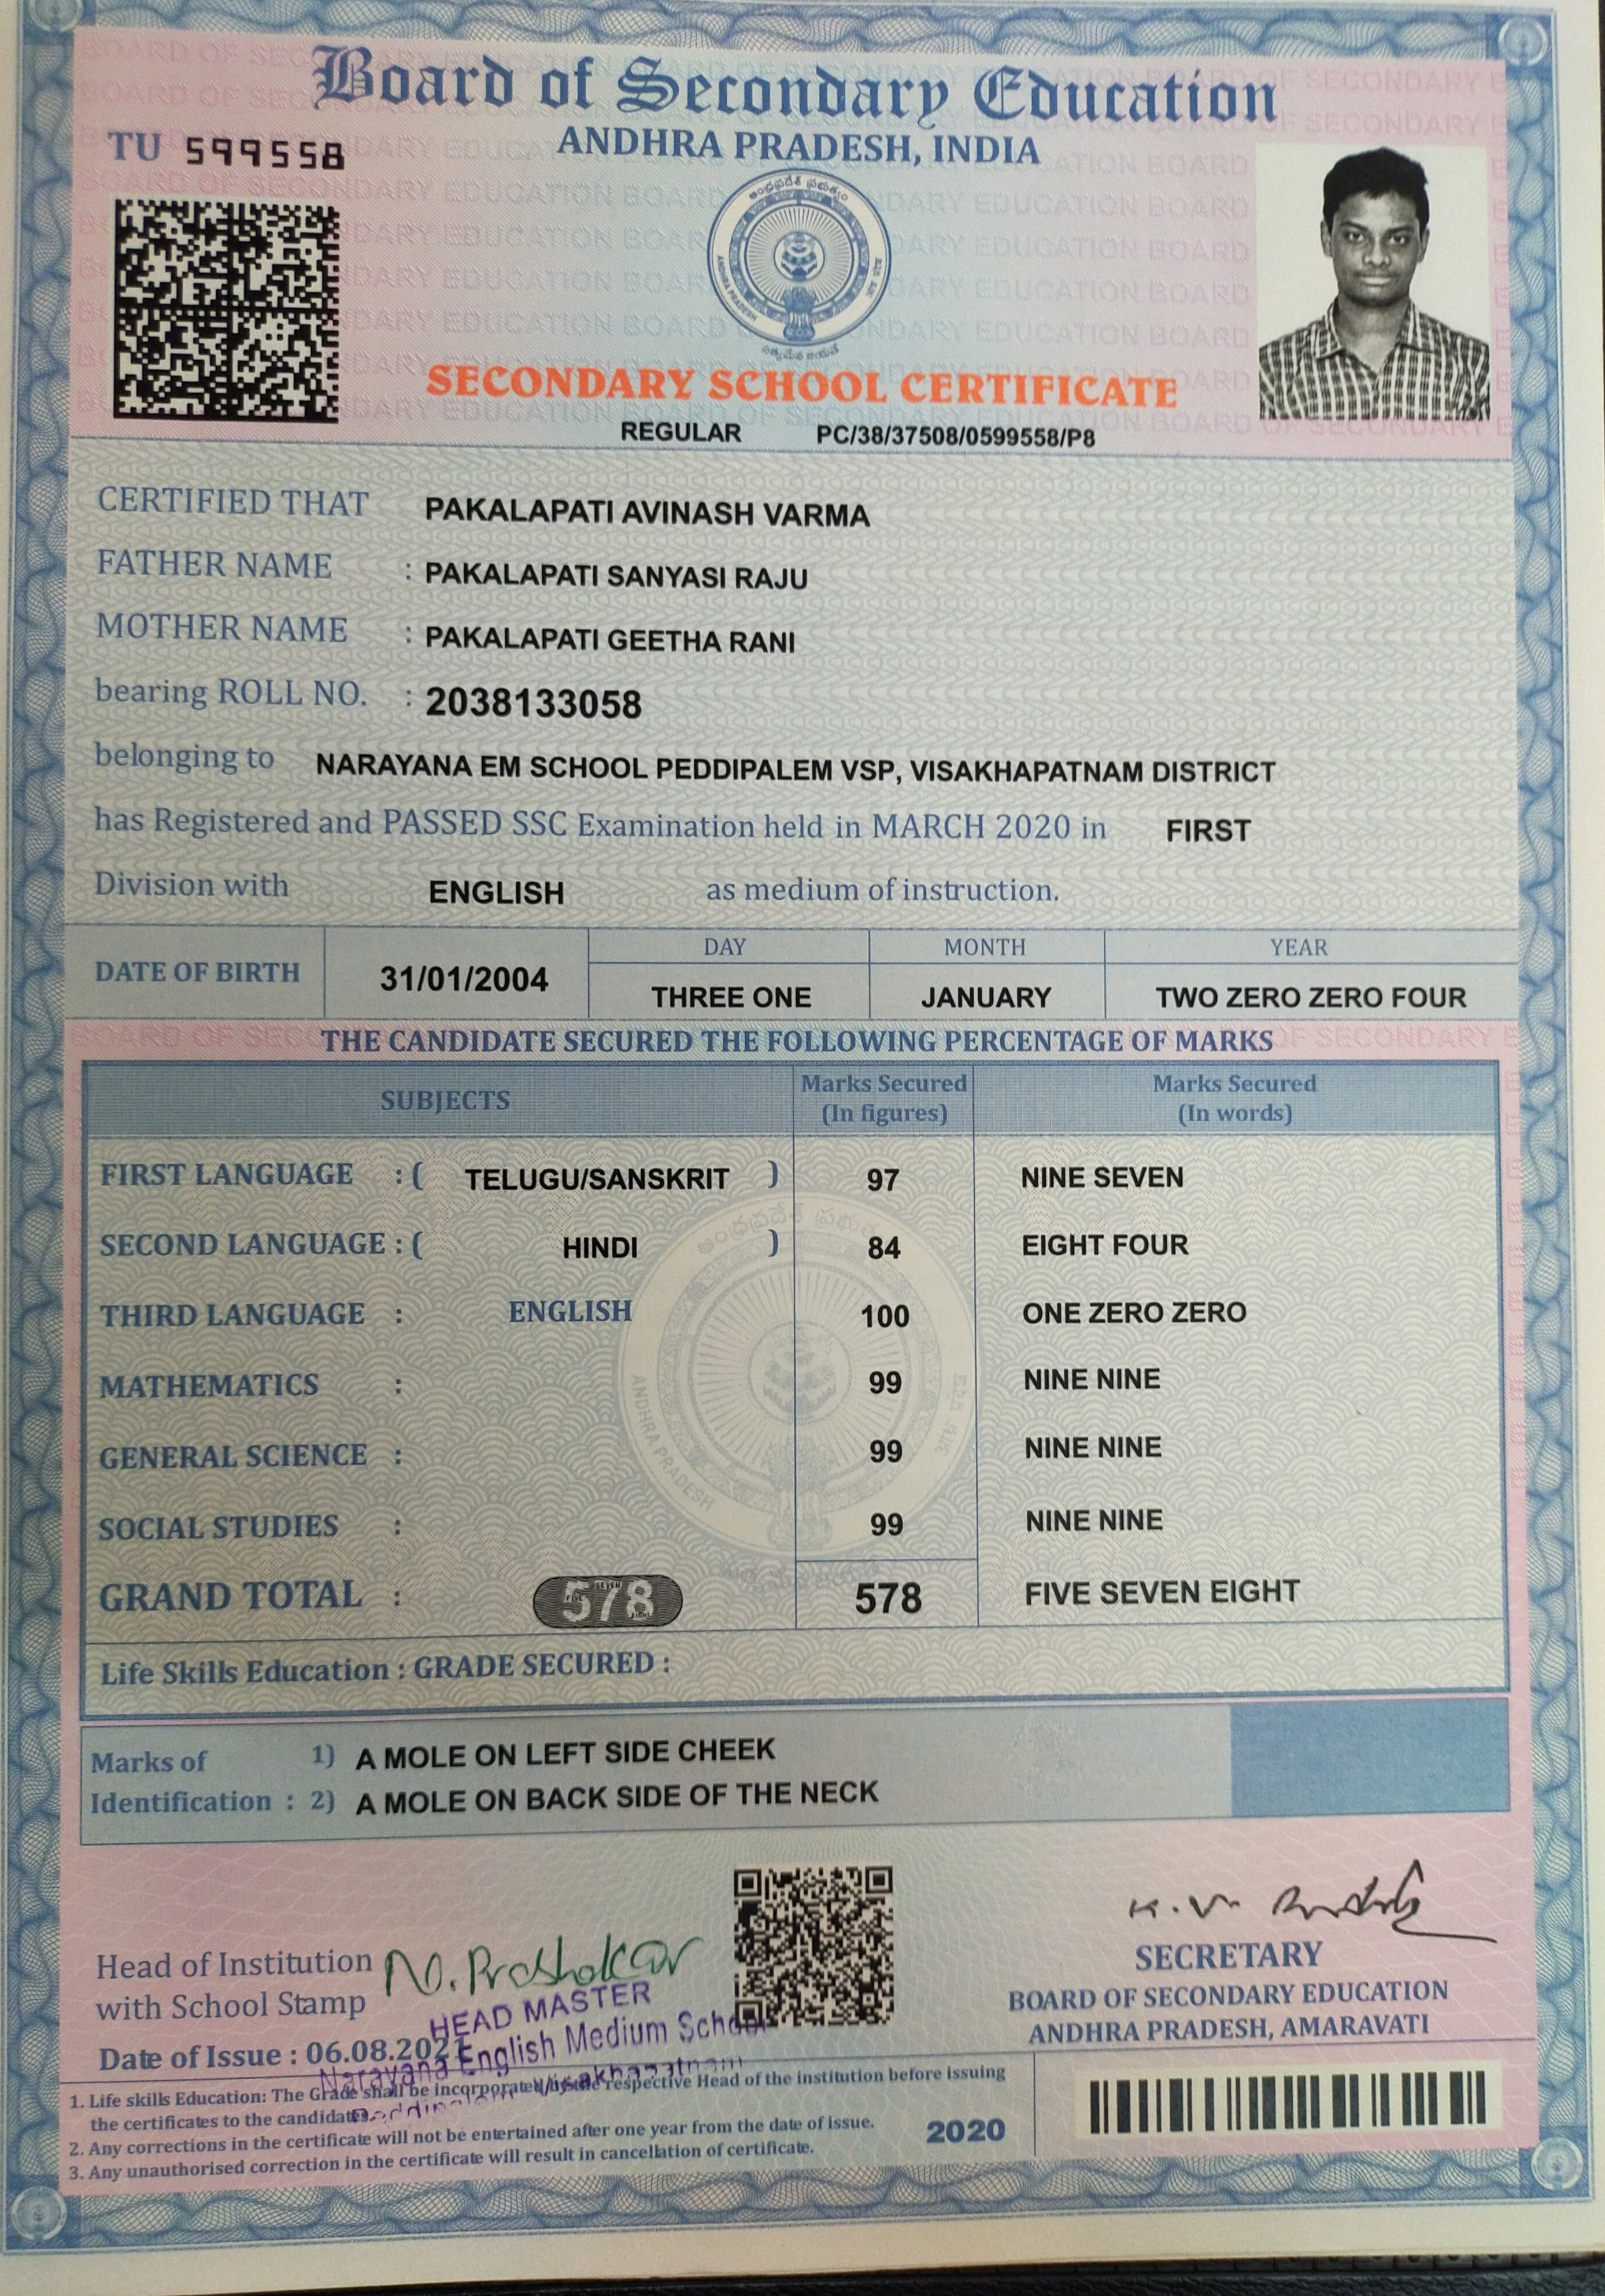 Board of Secondary Education
ANDHRA PRADESH, INDIA
TU 599558
ఆంధ్రప్రదేశ్ ప్రభుత్వం
ANDHRA PRADESH
సత్యమేవ జయతే
SECONDARY SCHOOL CERTIFICATE
REGULAR PC/38/37508/0599558/P8
CERTIFIED THAT PAKALAPATI AVINASH VARMA
FATHER NAME : PAKALAPATI SANYASI RAJU
MOTHER NAME : PAKALAPATI GEETHA RANI
bearing ROLL NO. : 2038133058
belonging to NARAYANA EM SCHOOL PEDDIPALEM VSP, VISAKHAPATNAM DISTRICT
has Registered and PASSED SSC Examination held in MARCH 2020 in FIRST
Division with ENGLISH as medium of instruction.
DATE OF BIRTH 31/01/2004 DAY MONTH YEAR
THREE ONE JANUARY TWO ZERO ZERO FOUR
THE CANDIDATE SECURED THE FOLLOWING PERCENTAGE OF MARKS
SUBJECTS Marks Secured (In figures) Marks Secured (In words)
FIRST LANGUAGE : ( TELUGU/SANSKRIT ) 97 NINE SEVEN
SECOND LANGUAGE : ( HINDI ) 84 EIGHT FOUR
THIRD LANGUAGE : ENGLISH 100 ONE ZERO ZERO
MATHEMATICS : 99 NINE NINE
GENERAL SCIENCE : 99 NINE NINE
SOCIAL STUDIES : 99 NINE NINE
GRAND TOTAL : 578 578 FIVE SEVEN EIGHT
Life Skills Education : GRADE SECURED :
Marks of 1) A MOLE ON LEFT SIDE CHEEK
Identification : 2) A MOLE ON BACK SIDE OF THE NECK
Head of Institution N. Prabhakar
with School Stamp
HEAD MASTER
Narayana English Medium School
Peddipalem, Visakhapatnam
Date of Issue : 06.08.2021
SECRETARY
BOARD OF SECONDARY EDUCATION
ANDHRA PRADESH, AMARAVATI
1. Life skills Education: The Grade shall be incorporated by the respective Head of the institution before issuing
the certificates to the candidates.
2. Any corrections in the certificate will not be entertained after one year from the date of issue.
3. Any unauthorised correction in the certificate will result in cancellation of certificate.
2020